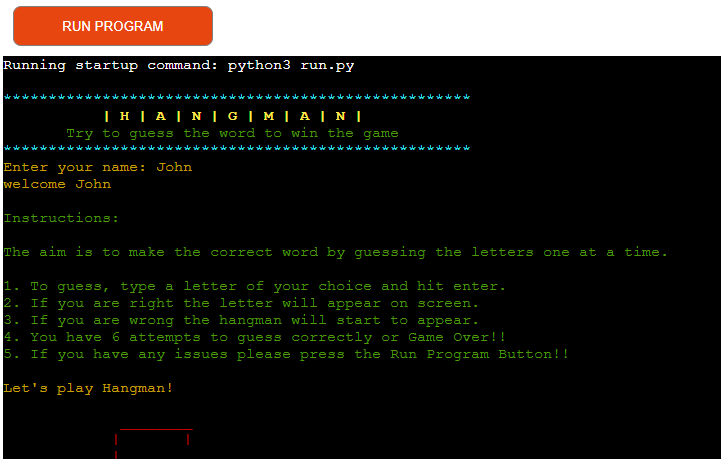 RUN PROGRAM
Running startup command: python3 run.py
****************************************************
| H | A | N | G | M | A | N |
Try to guess the word to win the game
****************************************************
Enter your name: John
welcome John
Instructions:
The aim is to make the correct word by guessing the letters one at a time.
1. To guess, type a letter of your choice and hit enter.
2. If you are right the letter will appear on screen.
3. If you are wrong the hangman will start to appear.
4. You have 6 attempts to guess correctly or Game Over!!
5. If you have any issues please press the Run Program Button!!
Let's play Hangman!